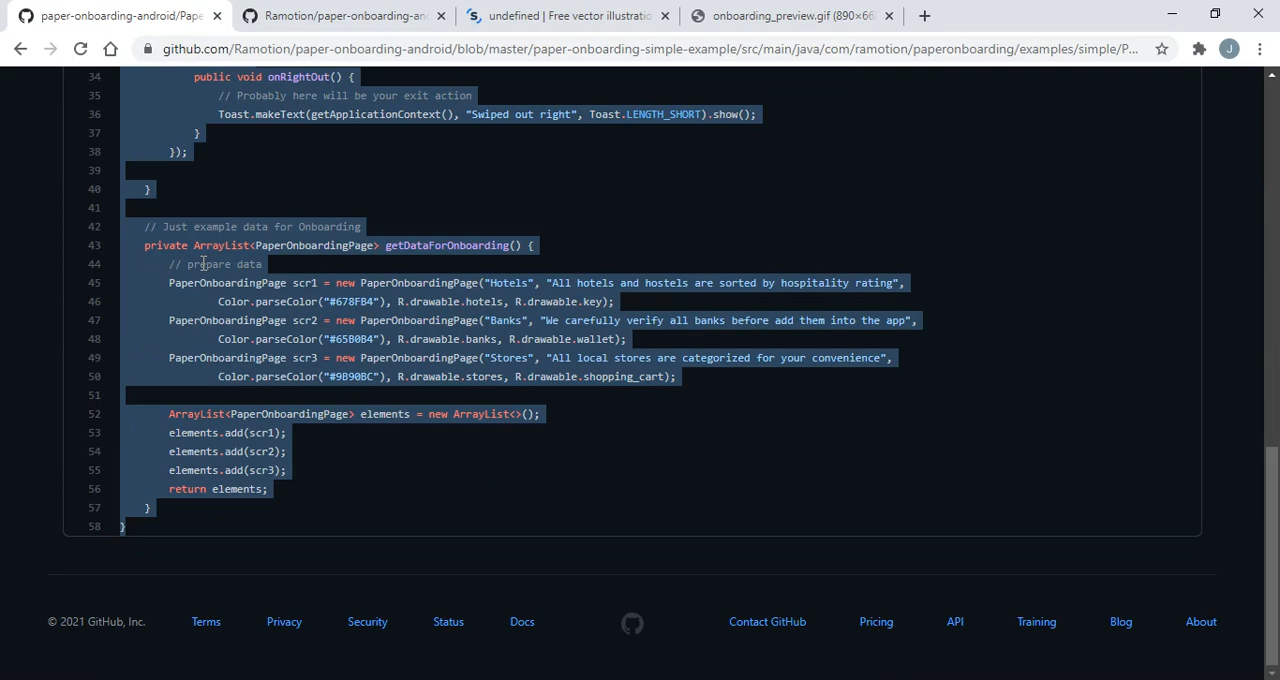 paper-onboarding-android/Pape
Ramotion/paper-onboarding-and
undefined | Free vector illustratio
onboarding_preview.gif (890×66
github.com/Ramotion/paper-onboarding-android/blob/master/paper-onboarding-simple-example/src/main/java/com/ramotion/paperonboarding/examples/simple/P...
J
34 public void onRightOut() {
35 // Probably here will be your exit action
36 Toast.makeText(getApplicationContext(), "Swiped out right", Toast.LENGTH_SHORT).show();
37 }
38 });
39
40 }
41
42 // Just example data for Onboarding
43 private ArrayList<PaperOnboardingPage> getDataForOnboarding() {
44 // prepare data
45 PaperOnboardingPage scr1 = new PaperOnboardingPage("Hotels", "All hotels and hostels are sorted by hospitality rating",
46 Color.parseColor("#678FB4"), R.drawable.hotels, R.drawable.key);
47 PaperOnboardingPage scr2 = new PaperOnboardingPage("Banks", "We carefully verify all banks before add them into the app",
48 Color.parseColor("#65B0B4"), R.drawable.banks, R.drawable.wallet);
49 PaperOnboardingPage scr3 = new PaperOnboardingPage("Stores", "All local stores are categorized for your convenience",
50 Color.parseColor("#9B90BC"), R.drawable.stores, R.drawable.shopping_cart);
51
52 ArrayList<PaperOnboardingPage> elements = new ArrayList<>();
53 elements.add(scr1);
54 elements.add(scr2);
55 elements.add(scr3);
56 return elements;
57 }
58 }
© 2021 GitHub, Inc. Terms Privacy Security Status Docs Contact GitHub Pricing API Training Blog About